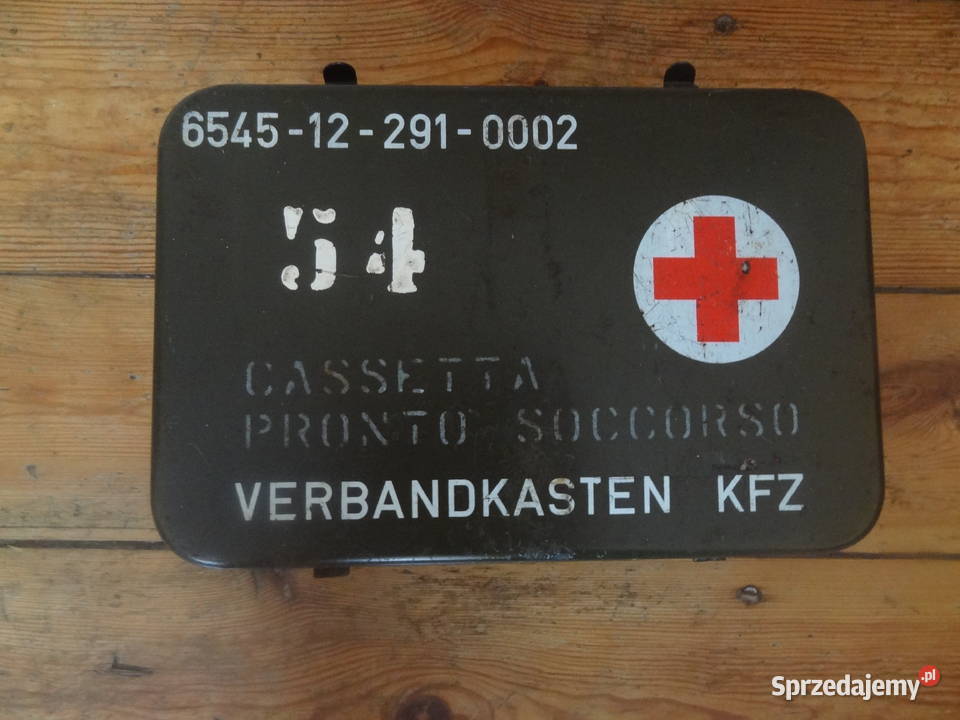 6545-12-291-0002
54
CASSETTA
PRONTO SOCCORSO
VERBANDKASTEN KFZ
Sprzedajemy.pl